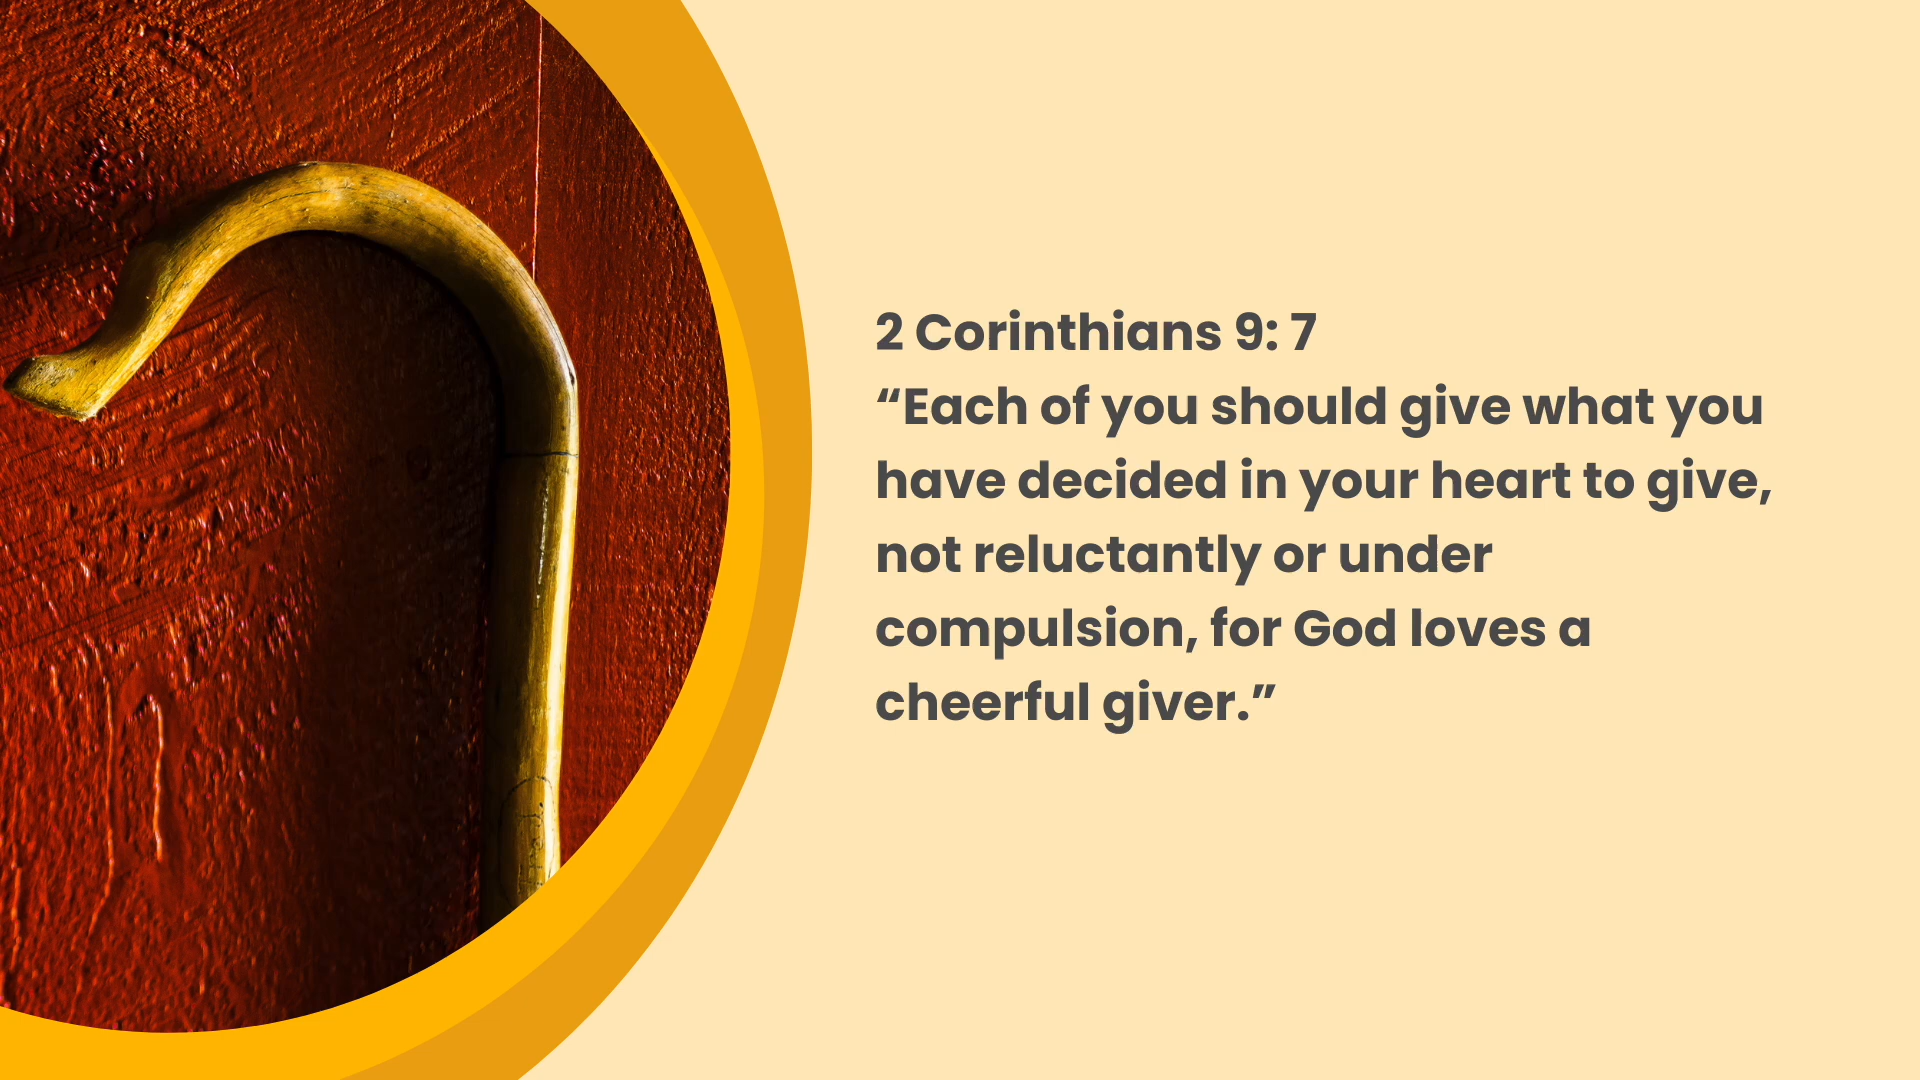 2 Corinthians 9: 7
“Each of you should give what you
have decided in your heart to give,
not reluctantly or under
compulsion, for God loves a
cheerful giver.”